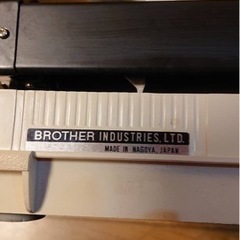 BROTHER INDUSTRIES, LTD.
MADE IN NAGOYA, JAPAN